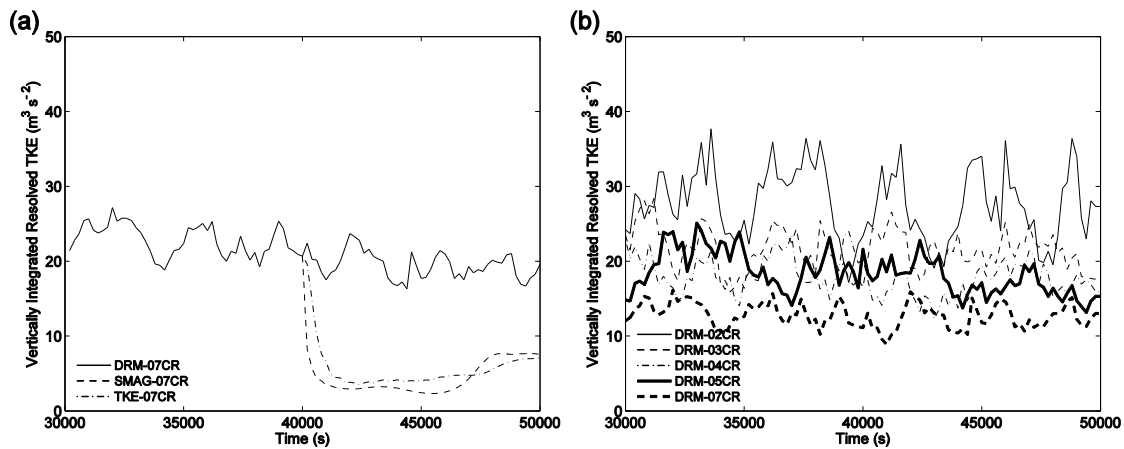 (a)
Vertically Integrated Resolved TKE (m³ s⁻²)
50
40
30
20
10
0
DRM-07CR
SMAG-07CR
TKE-07CR
30000 35000 40000 45000 50000
Time (s)
(b)
Vertically Integrated Resolved TKE (m³ s⁻²)
50
40
30
20
10
0
DRM-02CR
DRM-03CR
DRM-04CR
DRM-05CR
DRM-07CR
30000 35000 40000 45000 50000
Time (s)